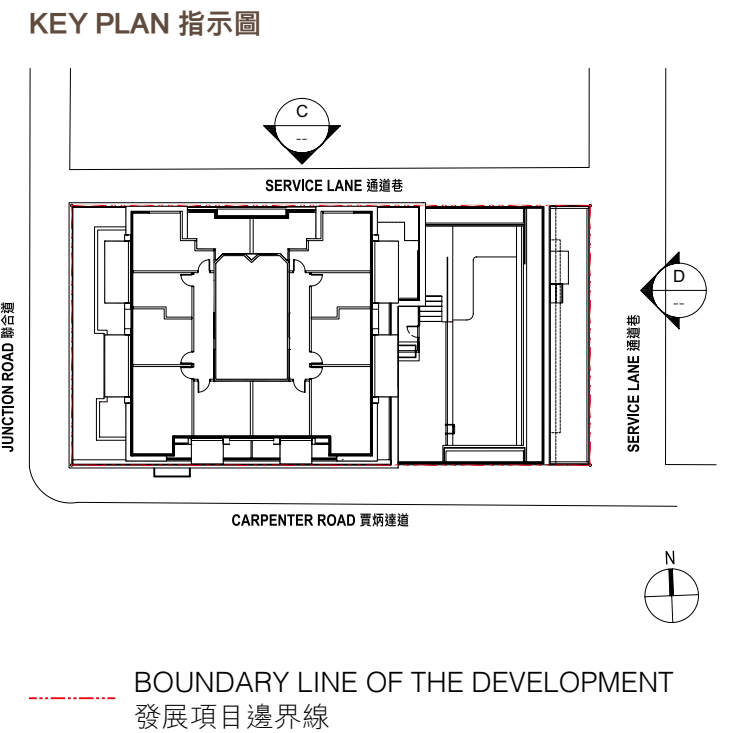 KEY PLAN 指示圖
C
--
SERVICE LANE 通道巷
D
--
JUNCTION ROAD 聯合道
SERVICE LANE 通道巷
CARPENTER ROAD 賈炳達道
N
BOUNDARY LINE OF THE DEVELOPMENT
發展項目邊界線